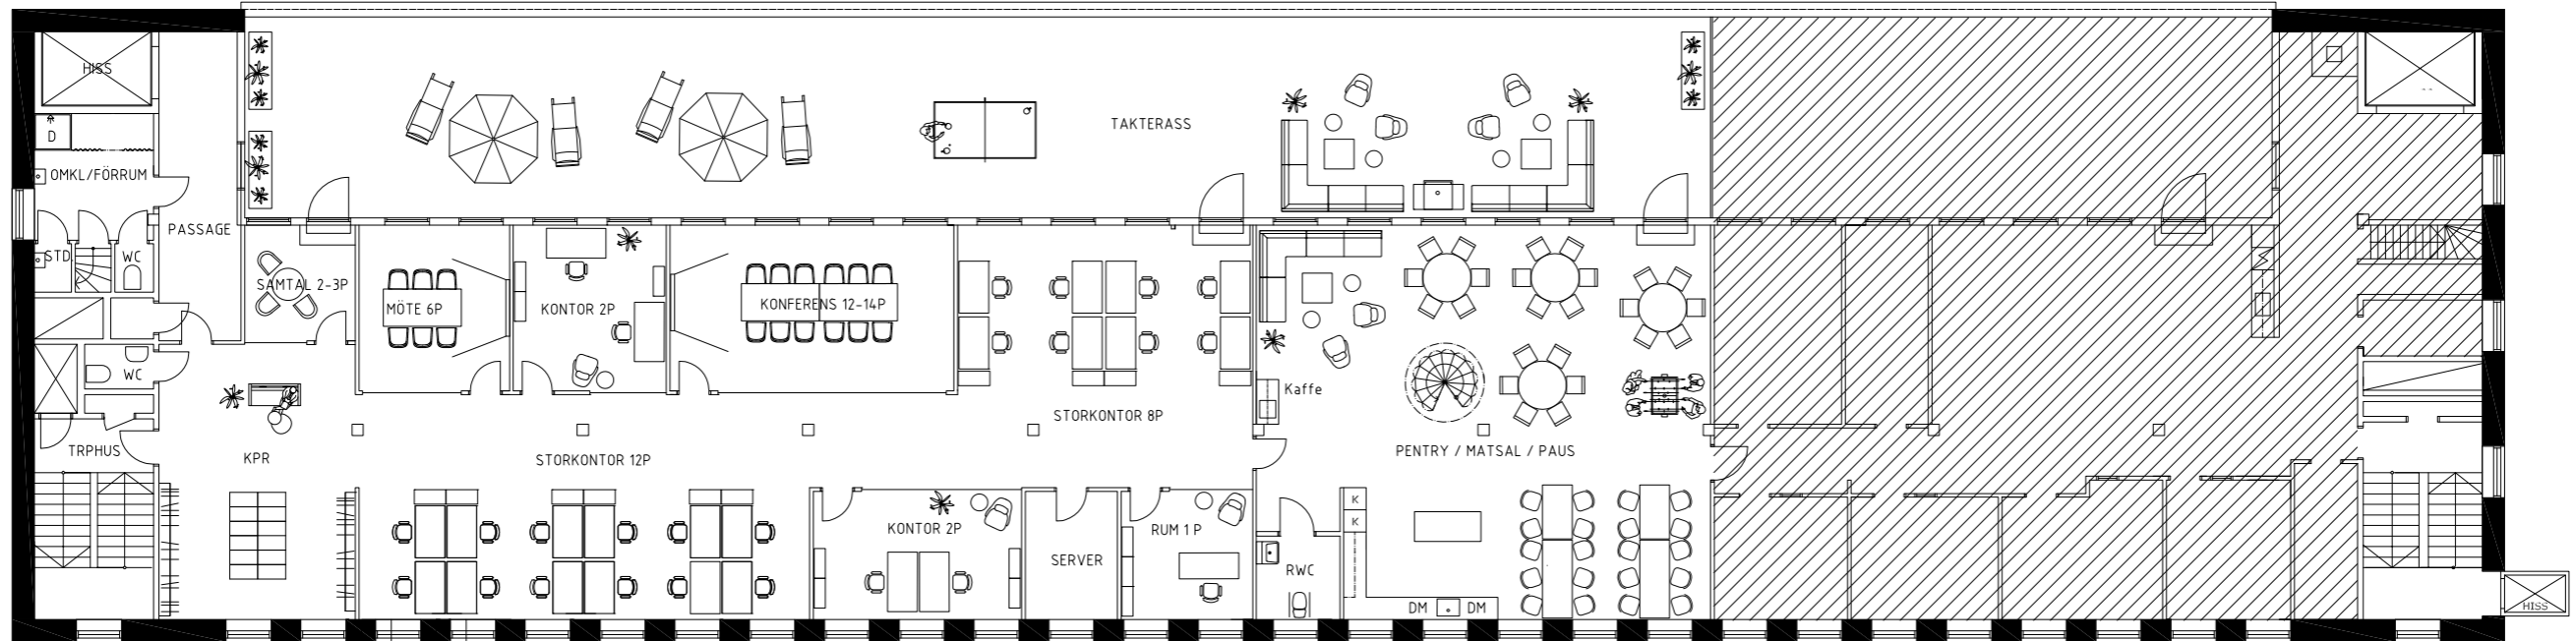 HISS
D
TAKTERASS
OMKL/FÖRRUM
PASSAGE
STD.
WC
SAMTAL 2-3P
MÖTE 6P
KONTOR 2P
KONFERENS 12-14P
WC
Kaffe
STORKONTOR 8P
TRPHUS
KPR
STORKONTOR 12P
PENTRY / MATSAL / PAUS
K
K
KONTOR 2P
RUM 1 P
SERVER
RWC
DM
DM
HISS